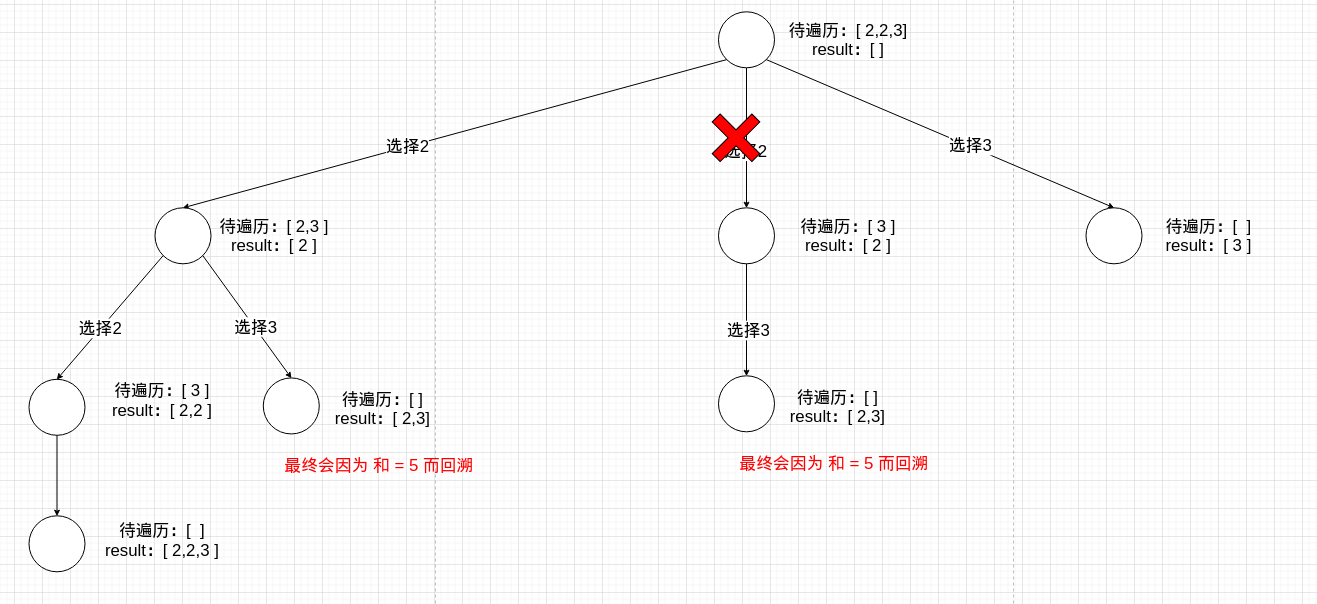 待遍历: [ 2,2,3]
result: [ ]
选择2
选择2
选择3
待遍历: [ 2,3 ]
result: [ 2 ]
待遍历: [ 3 ]
result: [ 2 ]
待遍历: [  ]
result: [ 3 ]
选择2
选择3
选择3
待遍历: [ 3 ]
result: [ 2,2 ]
待遍历: [ ]
result: [ 2,3]
待遍历: [ ]
result: [ 2,3]
最终会因为 和 = 5 而回溯
最终会因为 和 = 5 而回溯
待遍历: [  ]
result: [ 2,2,3 ]